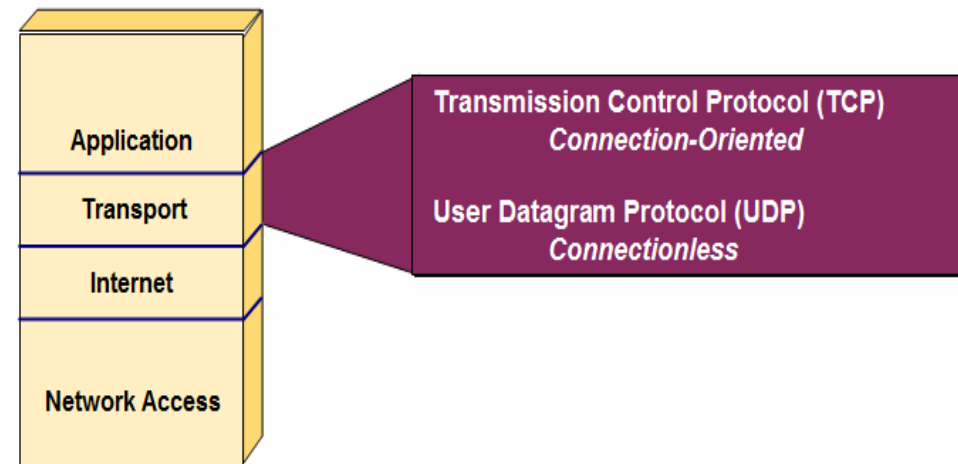 Application
Transport
Internet
Network Access
Transmission Control Protocol (TCP)
Connection-Oriented
User Datagram Protocol (UDP)
Connectionless